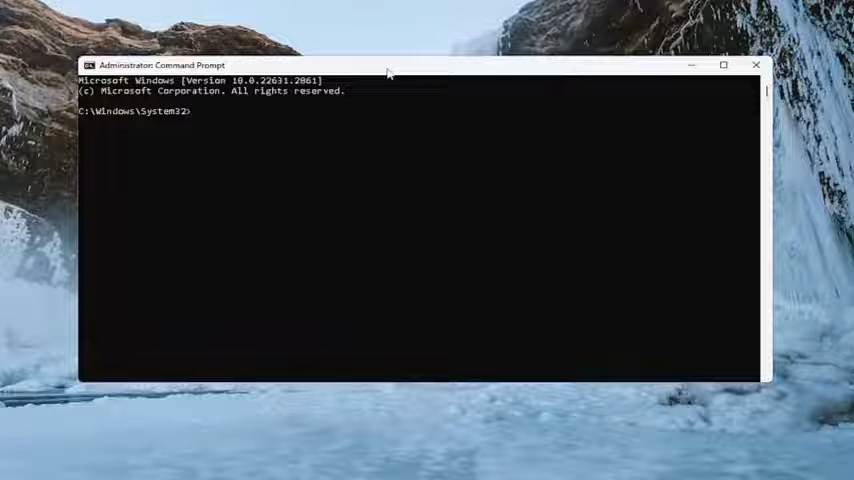 Administrator: Command Prompt
Microsoft Windows [Version 10.0.22631.2861]
(c) Microsoft Corporation. All rights reserved.
C:\Windows\System32>